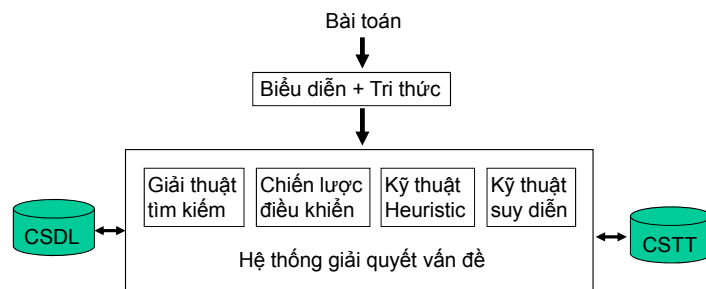 Bài toán
Biểu diễn + Tri thức
Giải thuật
tìm kiếm
Chiến lược
điều khiển
Kỹ thuật
Heuristic
Kỹ thuật
suy diễn
CSDL
CSTT
Hệ thống giải quyết vấn đề